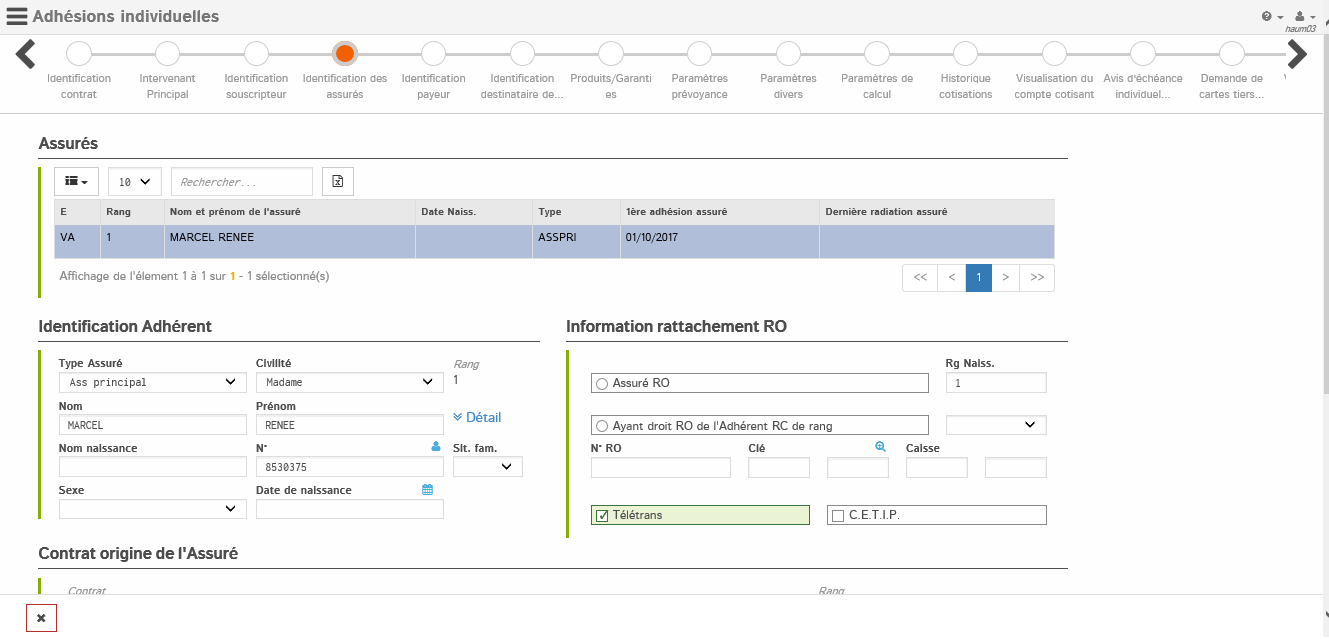 Adhésions individuelles
haum03
Identification contrat
Intervenant Principal
Identification souscripteur
Identification des assurés
Identification payeur
Identification destinataire de...
Produits/Garanties
Paramètres prévoyance
Paramètres divers
Paramètres de calcul
Historique cotisations
Visualisation du compte cotisant
Avis d'échéance individuel...
Demande de cartes tiers...
Assurés
10 Rechercher...
E Rang Nom et prénom de l'assuré Date Naiss. Type 1ère adhésion assuré Dernière radiation assuré
VA 1 MARCEL RENEE ASSPRI 01/10/2017
Affichage de l'élement 1 à 1 sur 1 - 1 sélectionné(s) << < 1 > >>
Identification Adhérent
Type Assuré Civilité Rang
Ass principal Madame 1
Nom Prénom
MARCEL RENEE Détail
Nom naissance N° Sit. fam.
8530375
Sexe Date de naissance
Information rattachement RO
Rg Naiss.
Assuré RO 1
Ayant droit RO de l'Adhérent RC de rang
N° RO Clé Caisse
Télétrans C.E.T.I.P.
Contrat origine de l'Assuré
Contrat Rang